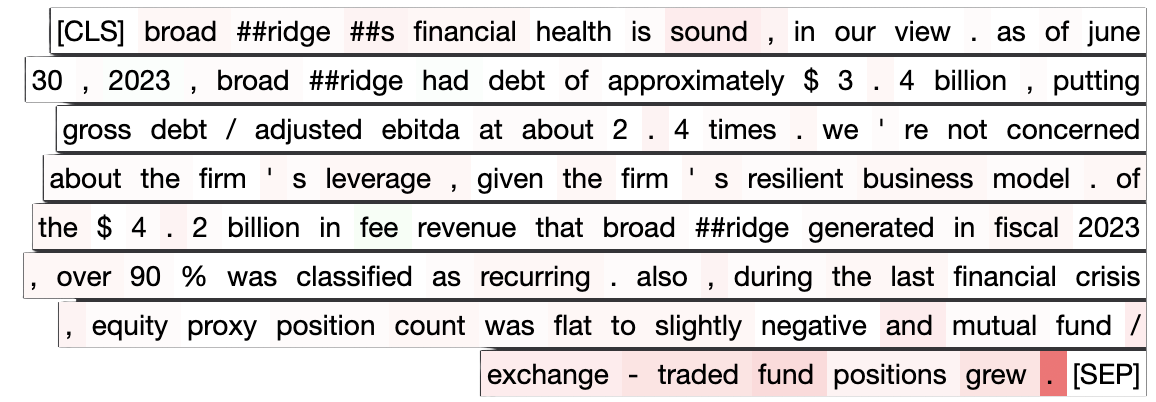 [CLS] broad ##ridge ##s financial health is sound , in our view . as of june
30 , 2023 , broad ##ridge had debt of approximately $ 3 . 4 billion , putting
gross debt / adjusted ebitda at about 2 . 4 times . we ' re not concerned
about the firm ' s leverage , given the firm ' s resilient business model . of
the $ 4 . 2 billion in fee revenue that broad ##ridge generated in fiscal 2023
, over 90 % was classified as recurring . also , during the last financial crisis
, equity proxy position count was flat to slightly negative and mutual fund /
exchange - traded fund positions grew . [SEP]